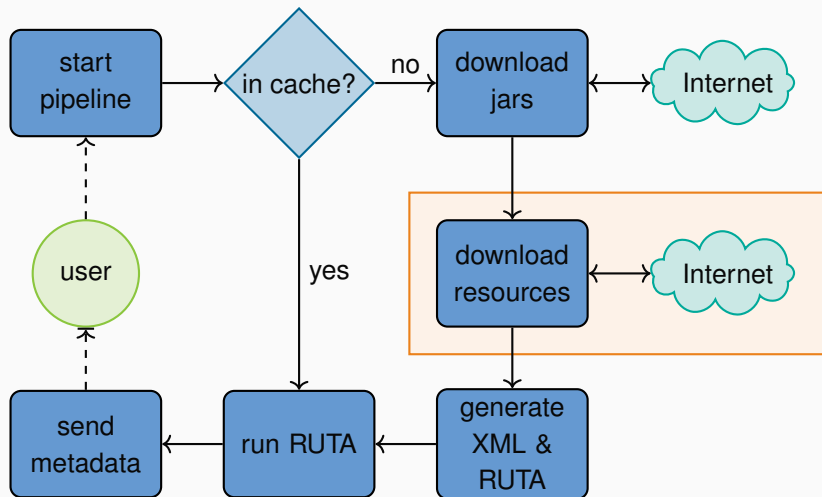 start
pipeline
in cache?
no
download
jars
Internet
user
yes
download
resources
Internet
send
metadata
run RUTA
generate
XML &
RUTA